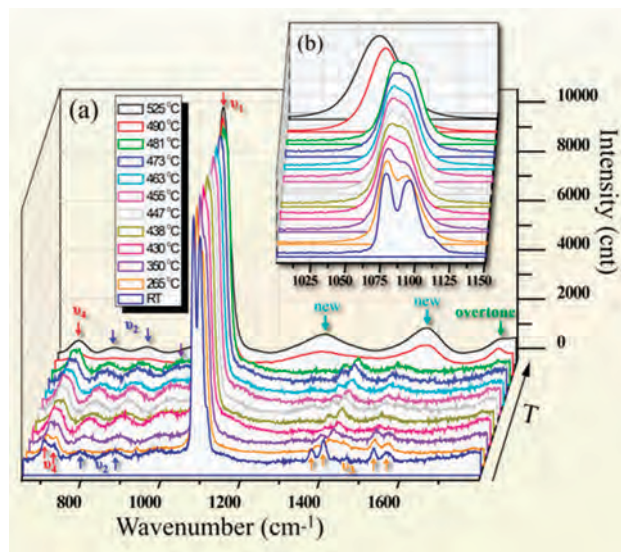 (a)
525 °C
490 °C
481 °C
473 °C
463 °C
455 °C
447 °C
438 °C
430 °C
350 °C
265 °C
RT
υ₁
(b)
1025 1050 1075 1100 1125 1150
10000
8000
6000
4000
2000
0
Intensity (cnt)
υ₄
υ₂
new
new
overtone
T
υ₄
υ₂
800 1000 1200 1400 1600
Wavenumber (cm⁻¹)